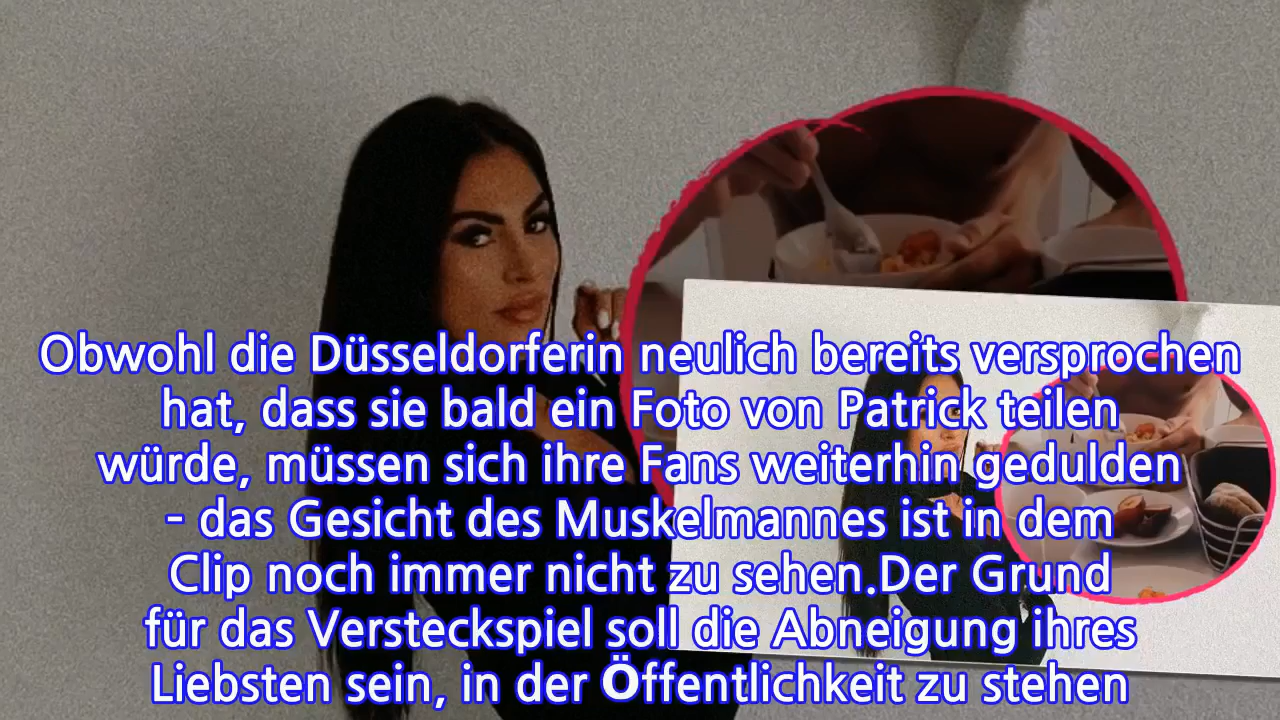 Obwohl die Düsseldorferin neulich bereits versprochen
hat, dass sie bald ein Foto von Patrick teilen
würde, müssen sich ihre Fans weiterhin gedulden
- das Gesicht des Muskelmannes ist in dem
Clip noch immer nicht zu sehen.Der Grund
für das Versteckspiel soll die Abneigung ihres
Liebsten sein, in der Öffentlichkeit zu stehen